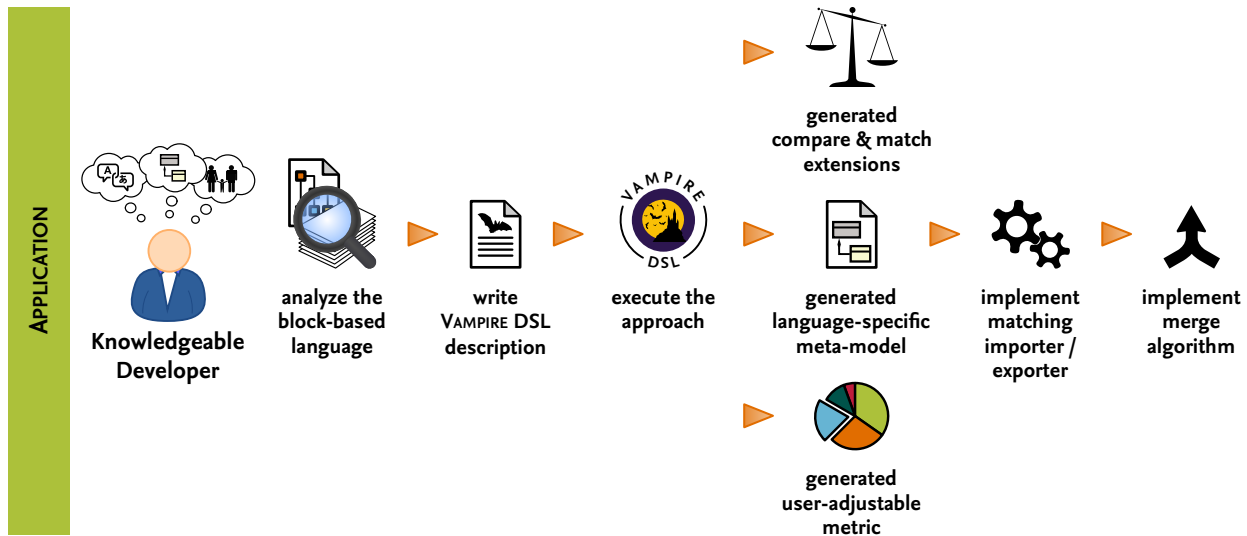 APPLICATION
A
あ
Knowledgeable
Developer
analyze the
block-based
language
write
VAMPIRE DSL
description
VAMPIRE
DSL
execute the
approach
generated
compare & match
extensions
generated
language-specific
meta-model
generated
user-adjustable
metric
implement
matching
importer /
exporter
implement
merge
algorithm